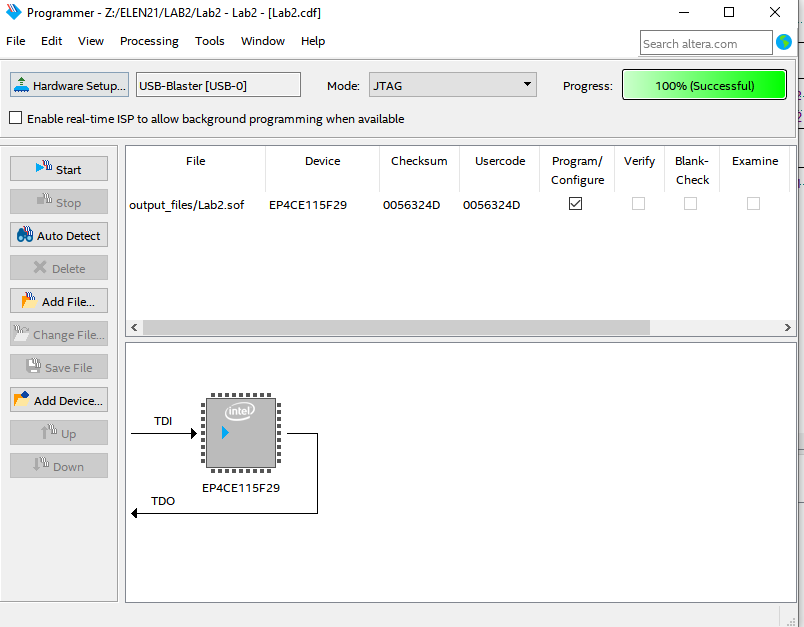 Programmer - Z:/ELEN21/LAB2/Lab2 - Lab2 - [Lab2.cdf]
File Edit View Processing Tools Window Help
Search altera.com
Hardware Setup... USB-Blaster [USB-0] Mode: JTAG Progress: 100% (Successful)
Enable real-time ISP to allow background programming when available
Start
Stop
Auto Detect
Delete
Add File...
Change File...
Save File
Add Device...
Up
Down
File Device Checksum Usercode Program/ Verify Blank- Examine
Configure Check
output_files/Lab2.sof EP4CE115F29 0056324D 0056324D
intel
TDI
EP4CE115F29
TDO